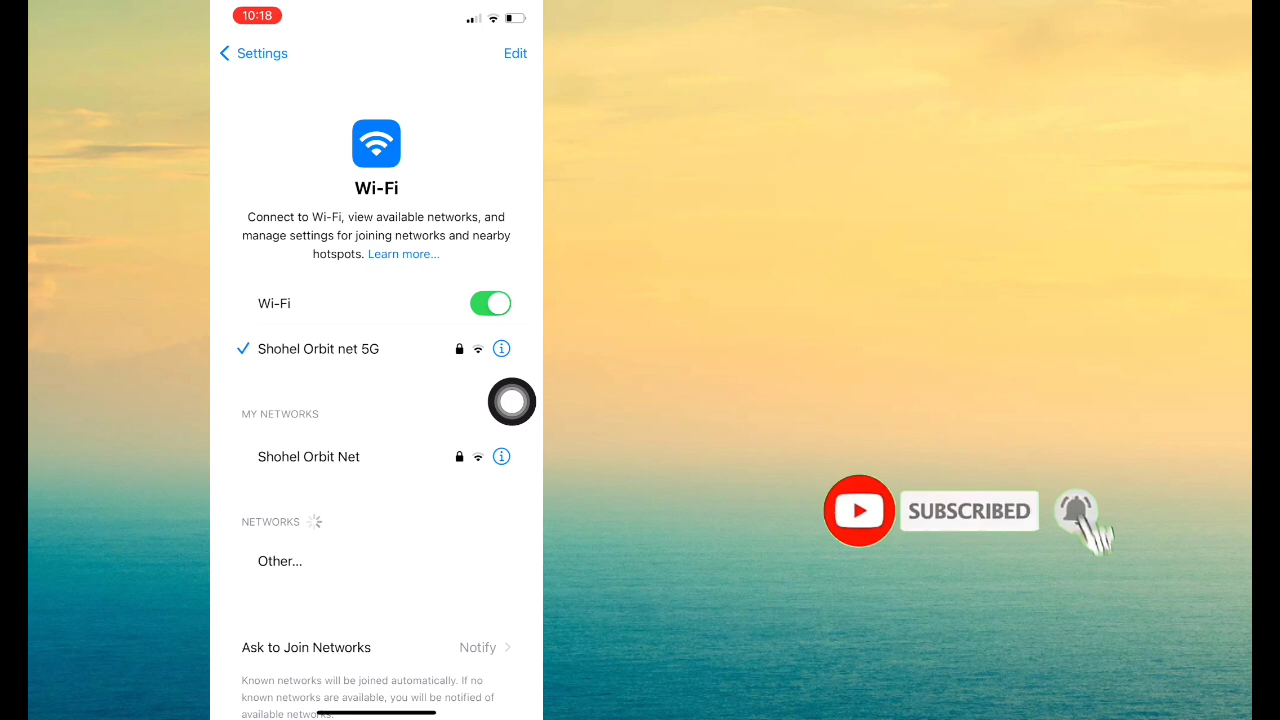 10:18
Settings
Edit
Wi-Fi
Connect to Wi-Fi, view available networks, and
manage settings for joining networks and nearby
hotspots. Learn more...
Wi-Fi
Shohel Orbit net 5G
MY NETWORKS
Shohel Orbit Net
NETWORKS
Other...
Ask to Join Networks Notify
Known networks will be joined automatically. If no
known networks are available, you will be notified of
available networks.
SUBSCRIBED